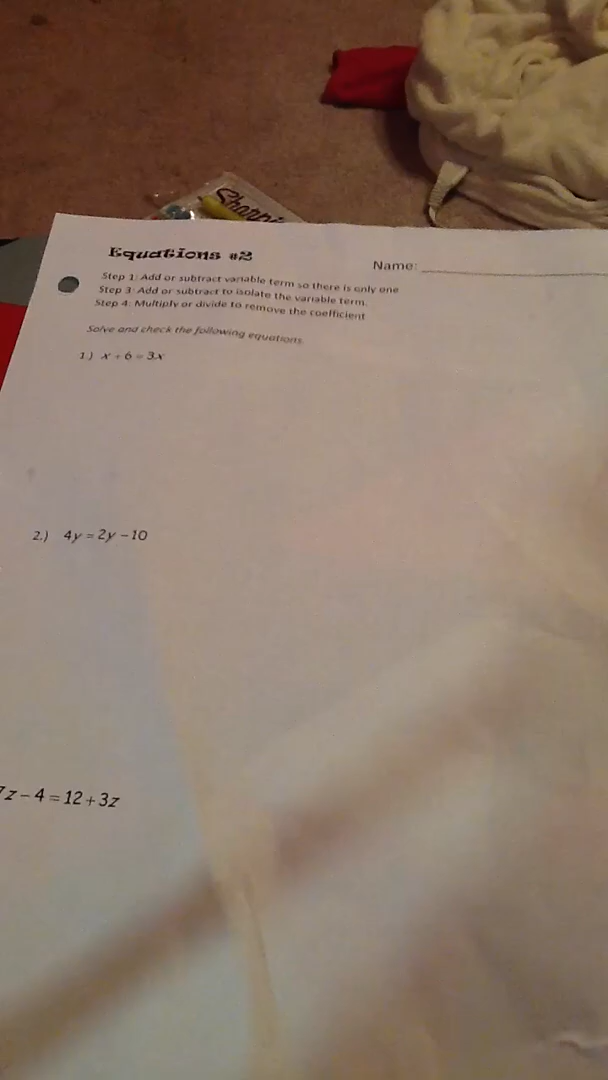 Sharpie
Equations #2
Name:
Step 1: Add or subtract variable term so there is only one
Step 3: Add or subtract to isolate the variable term.
Step 4: Multiply or divide to remove the coefficient
Solve and check the following equations.
1.) x + 6 = 3x
2.) 4y = 2y – 10
7z – 4 = 12 + 3z